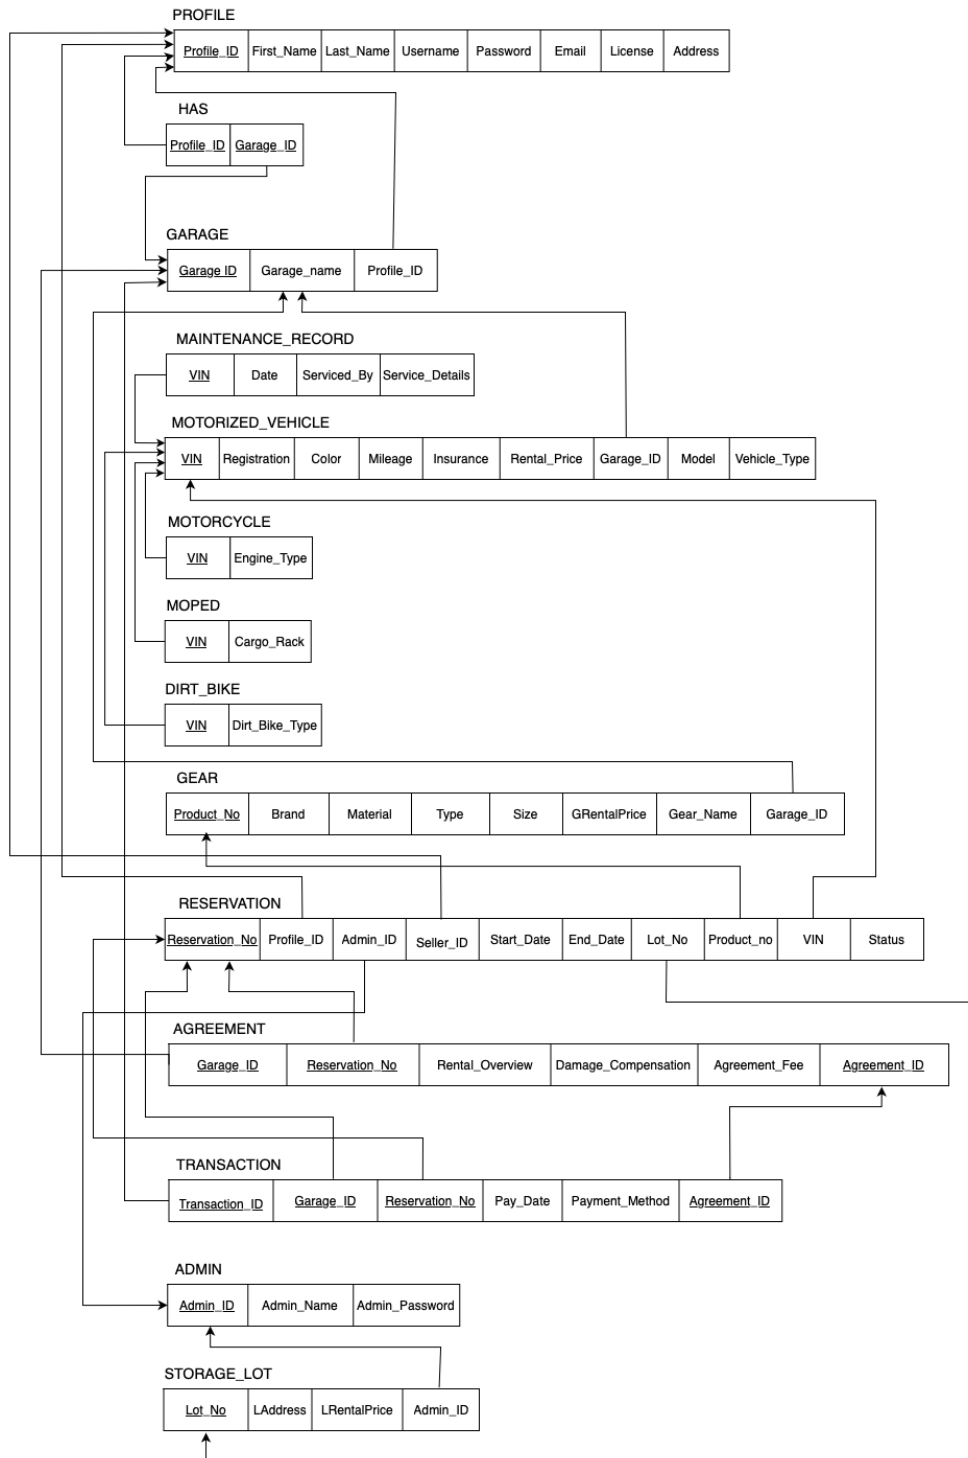 PROFILE
Profile_ID First_Name Last_Name Username Password Email License Address
HAS
Profile_ID Garage_ID
GARAGE
Garage ID Garage_name Profile_ID
MAINTENANCE_RECORD
VIN Date Serviced_By Service_Details
MOTORIZED_VEHICLE
VIN Registration Color Mileage Insurance Rental_Price Garage_ID Model Vehicle_Type
MOTORCYCLE
VIN Engine_Type
MOPED
VIN Cargo_Rack
DIRT_BIKE
VIN Dirt_Bike_Type
GEAR
Product_No Brand Material Type Size GRentalPrice Gear_Name Garage_ID
RESERVATION
Reservation_No Profile_ID Admin_ID Seller_ID Start_Date End_Date Lot_No Product_no VIN Status
AGREEMENT
Garage_ID Reservation_No Rental_Overview Damage_Compensation Agreement_Fee Agreement_ID
TRANSACTION
Transaction_ID Garage_ID Reservation_No Pay_Date Payment_Method Agreement_ID
ADMIN
Admin_ID Admin_Name Admin_Password
STORAGE_LOT
Lot_No LAddress LRentalPrice Admin_ID